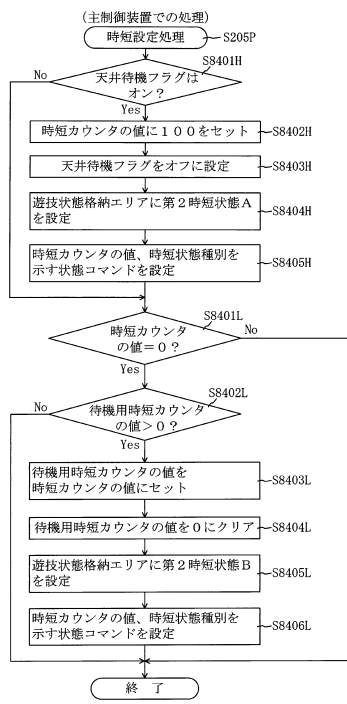 (主制御装置での処理)
時短設定処理
S205P
S8401H
No
天井待機フラグは
オン？
Yes
時短カウンタの値に１００をセット
S8402H
天井待機フラグをオフに設定
S8403H
遊技状態格納エリアに第２時短状態Ａ
を設定
S8404H
時短カウンタの値、時短状態種別を
示す状態コマンドを設定
S8405H
S8401L
時短カウンタ
の値＝０？
No
Yes
S8402L
No
待機用時短カウンタ
の値＞０？
Yes
待機用時短カウンタの値を
時短カウンタの値にセット
S8403L
待機用時短カウンタの値を０にクリア
S8404L
遊技状態格納エリアに第２時短状態Ｂ
を設定
S8405L
時短カウンタの値、時短状態種別を
示す状態コマンドを設定
S8406L
終 了